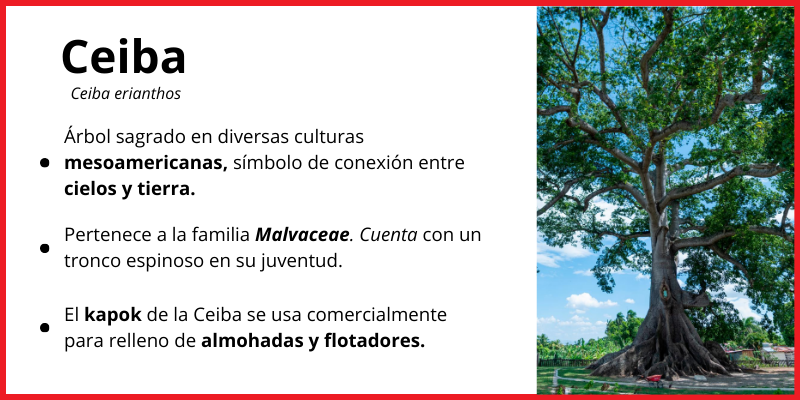 Ceiba
Ceiba erianthos
Árbol sagrado en diversas culturas
mesoamericanas, símbolo de conexión entre
cielos y tierra.
Pertenece a la familia Malvaceae. Cuenta con un
tronco espinoso en su juventud.
El kapok de la Ceiba se usa comercialmente
para relleno de almohadas y flotadores.